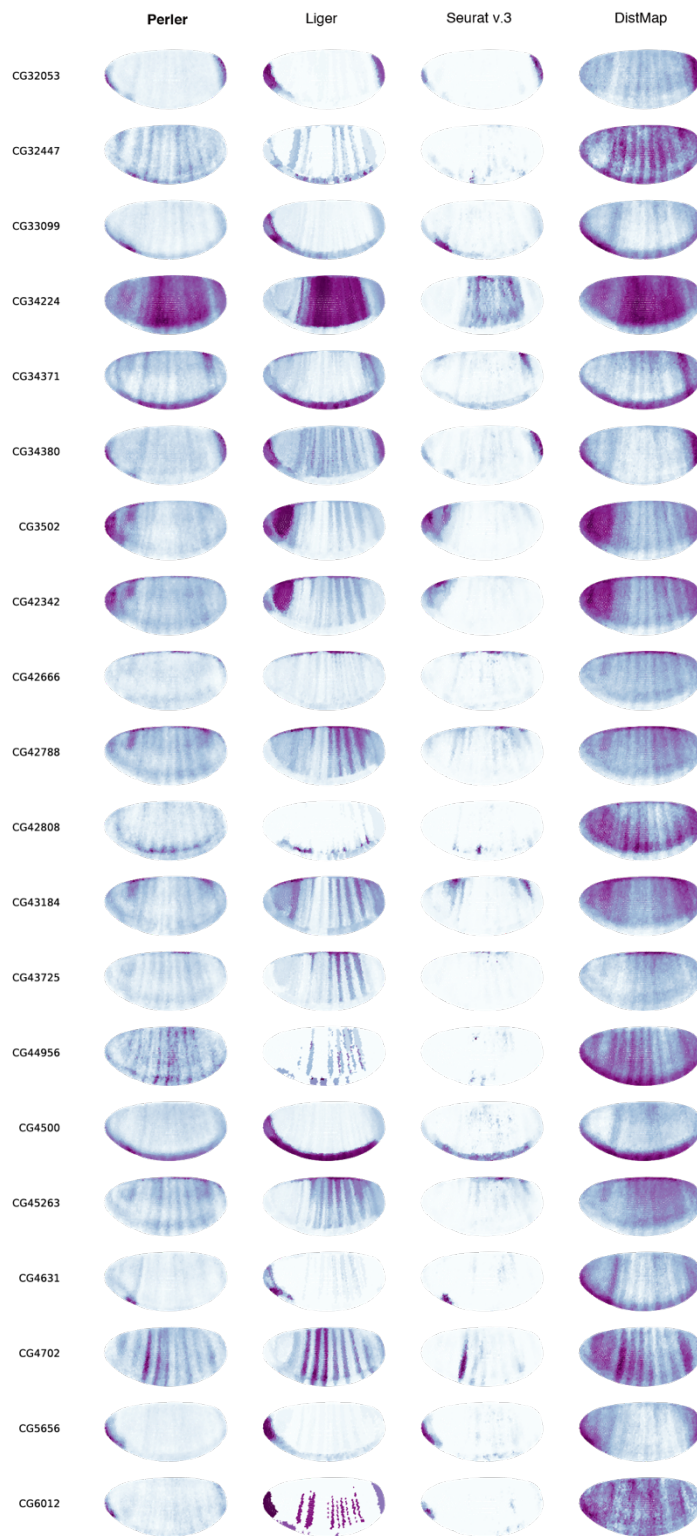 Perler Liger Seurat v.3 DistMap
CG32053
CG32447
CG33099
CG34224
CG34371
CG34380
CG3502
CG42342
CG42666
CG42788
CG42808
CG43184
CG43725
CG44956
CG4500
CG45263
CG4631
CG4702
CG5656
CG6012